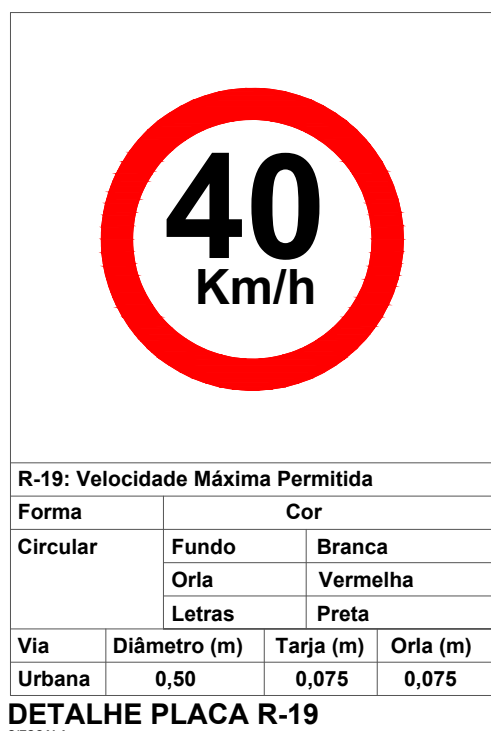 40
Km/h
R-19: Velocidade Máxima Permitida
Forma Cor
Circular Fundo Branca
Orla Vermelha
Letras Preta
Via Diâmetro (m) Tarja (m) Orla (m)
Urbana 0,50 0,075 0,075
DETALHE PLACA R-19